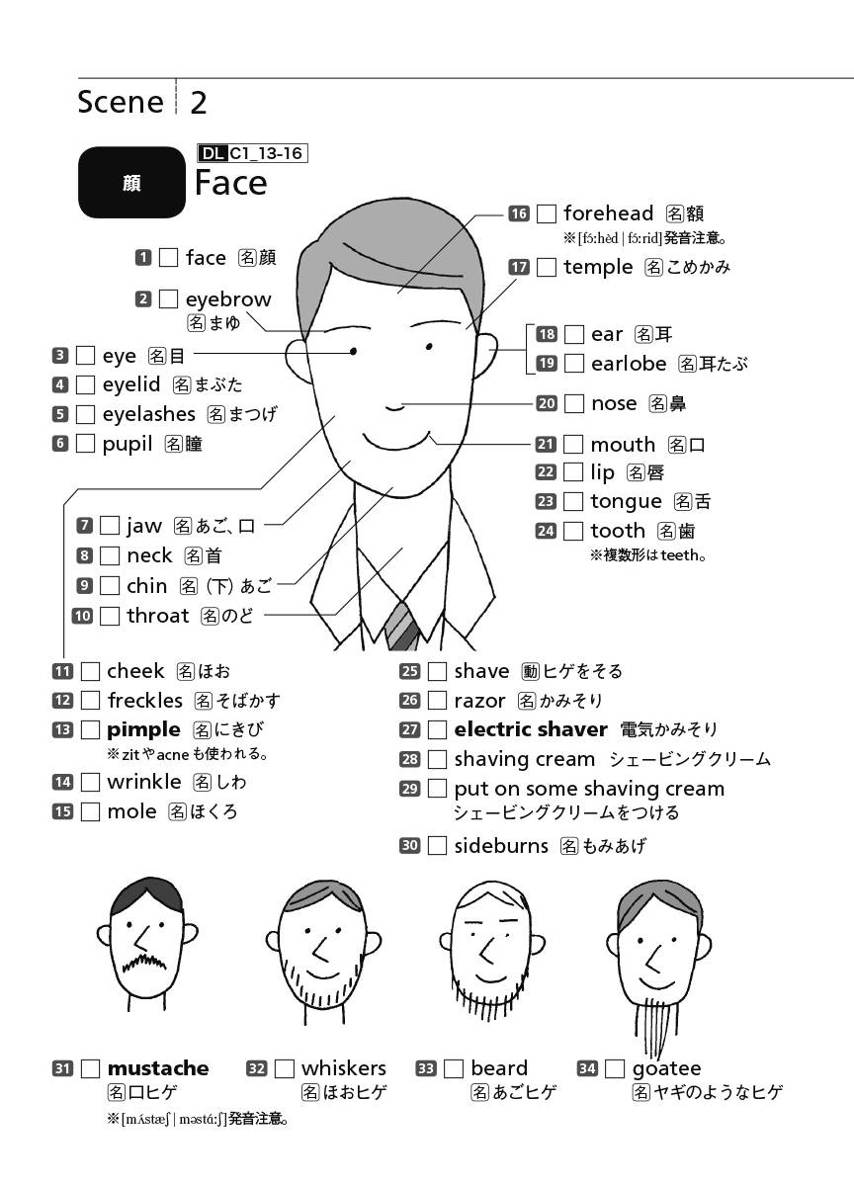 Scene 2
顔
DL C1_13-16
Face
1 face 名顔
2 eyebrow
名まゆ
3 eye 名目
4 eyelid 名まぶた
5 eyelashes 名まつげ
6 pupil 名瞳
7 jaw 名あご、口
8 neck 名首
9 chin 名(下)あご
10 throat 名のど
11 cheek 名ほお
12 freckles 名そばかす
13 pimple 名にきび
※zitやacneも使われる。
14 wrinkle 名しわ
15 mole 名ほくろ
16 forehead 名額
※[fɔ́ːhèd | fɔ́ːrid]発音注意。
17 temple 名こめかみ
18 ear 名耳
19 earlobe 名耳たぶ
20 nose 名鼻
21 mouth 名口
22 lip 名唇
23 tongue 名舌
24 tooth 名歯
※複数形はteeth。
25 shave 動ヒゲをそる
26 razor 名かみそり
27 electric shaver 電気かみそり
28 shaving cream シェービングクリーム
29 put on some shaving cream
シェービングクリームをつける
30 sideburns 名もみあげ
31 mustache
名口ヒゲ
※[mʌ́stæʃ | məstɑ́ːʃ]発音注意。
32 whiskers
名ほおヒゲ
33 beard
名あごヒゲ
34 goatee
名ヤギのようなヒゲ